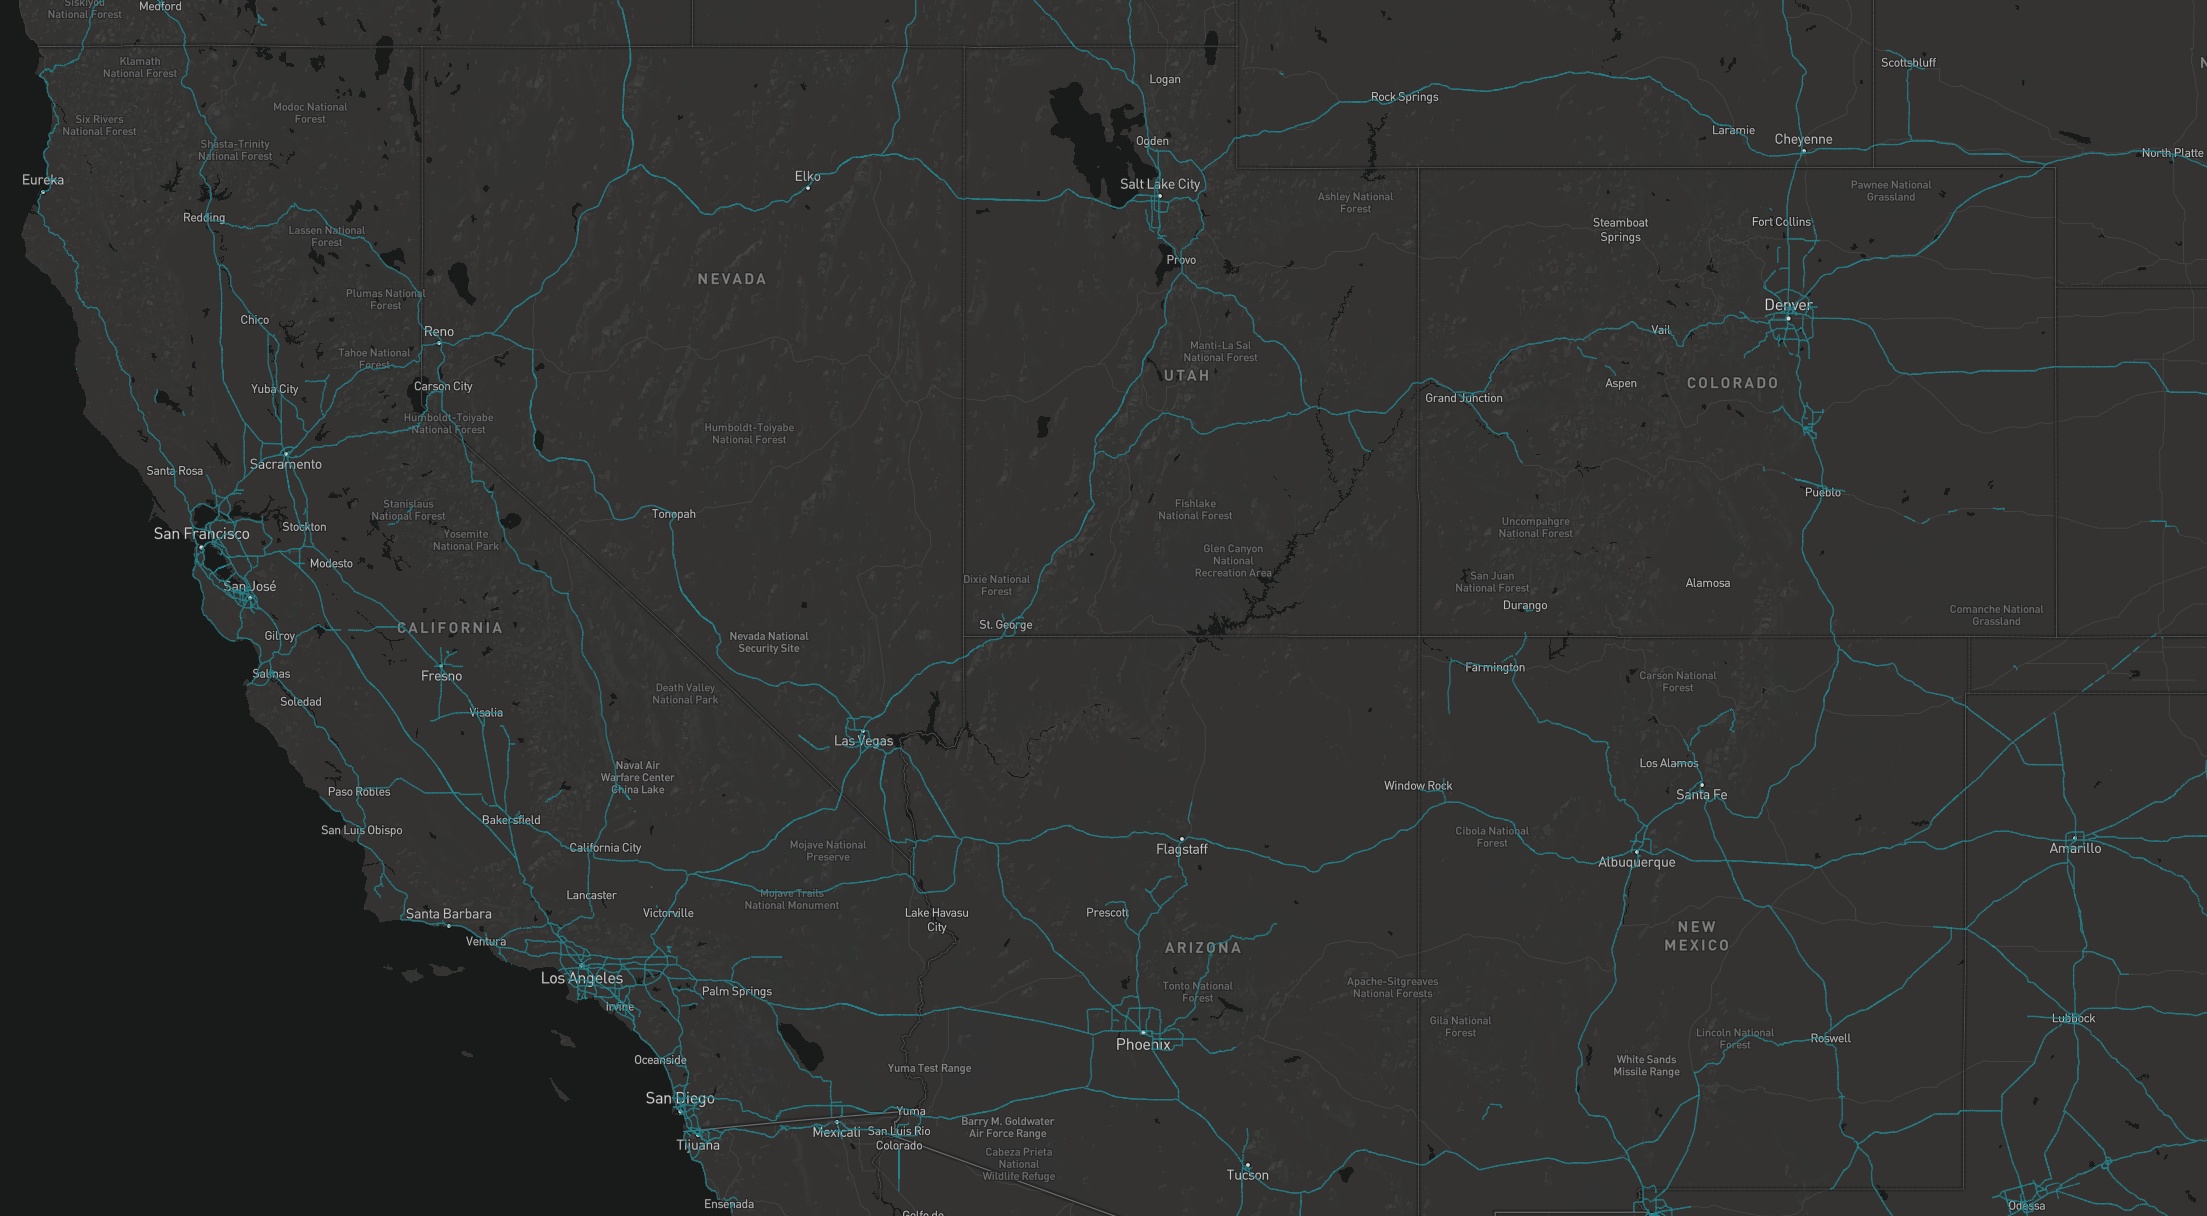 Siskiyou
National Forest
Medford
Klamath
National Forest
Logan
Scottsbluff
Rock Springs
Modoc National
Forest
Six Rivers
National Forest
Shasta-Trinity
National Forest
Ogden
Laramie
Cheyenne
North Platte
Eureka
Elko
Salt Lake City
Ashley National
Forest
Pawnee National
Grassland
Redding
Lassen National
Forest
Steamboat
Springs
Fort Collins
Provo
NEVADA
Plumas National
Forest
Chico
Reno
Denver
Vail
Tahoe National
Forest
Manti-La Sal
National Forest
UTAH
Yuba City
Carson City
Aspen
COLORADO
Grand Junction
Humboldt-Toiyabe
National Forest
Humboldt-Toiyabe
National Forest
Sacramento
Santa Rosa
Pueblo
Stanislaus
National Forest
Fishlake
National Forest
Tonopah
Stockton
San Francisco
Yosemite
National Park
Uncompahgre
National Forest
Modesto
Glen Canyon
National
Recreation Area
San José
Dixie National
Forest
San Juan
National Forest
Alamosa
Durango
Comanche National
Grassland
CALIFORNIA
St. George
Gilroy
Nevada National
Security Site
Salinas
Fresno
Farmington
Carson National
Forest
Soledad
Death Valley
National Park
Visalia
Las Vegas
Los Alamos
Naval Air
Warfare Center
China Lake
Window Rock
Santa Fe
Paso Robles
Bakersfield
San Luis Obispo
California City
Mojave National
Preserve
Flagstaff
Cibola National
Forest
Albuquerque
Amarillo
Lancaster
Mojave Trails
National Monument
Santa Barbara
Victorville
Lake Havasu
City
Prescott
NEW
MEXICO
Ventura
ARIZONA
Los Angeles
Palm Springs
Tonto National
Forest
Apache-Sitgreaves
National Forests
Irvine
Gila National
Forest
Lincoln National
Forest
Roswell
Lubbock
Phoenix
Oceanside
Yuma Test Range
White Sands
Missile Range
San Diego
Yuma
Barry M. Goldwater
Air Force Range
Mexicali
San Luis Rio
Colorado
Tijuana
Cabeza Prieta
National
Wildlife Refuge
Tucson
Ensenada
Odessa
Golfo de